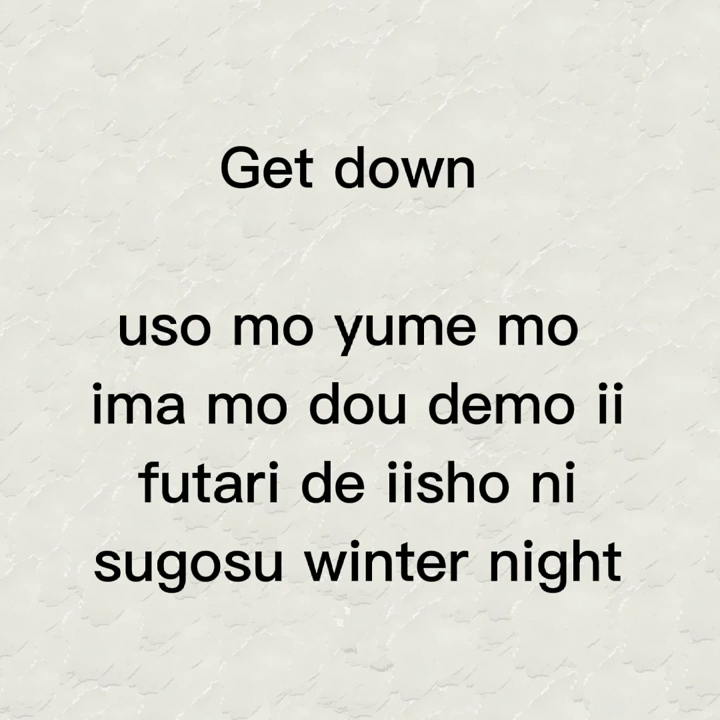 Get down
uso mo yume mo
ima mo dou demo ii
futari de iisho ni
sugosu winter night